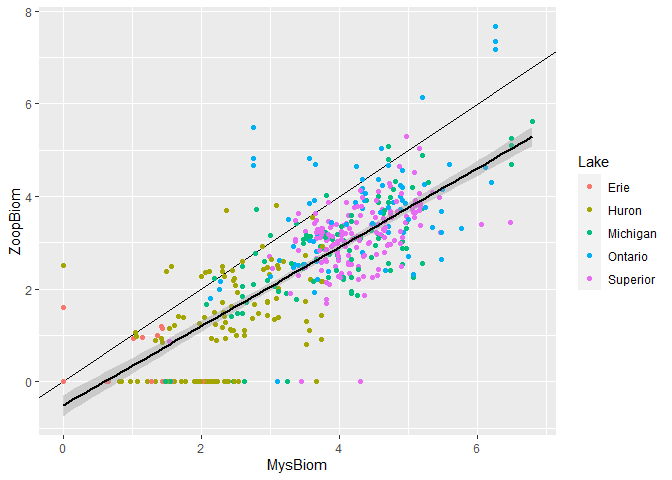 8
6
4
2
0
0
2
4
6
ZoopBiom
MysBiom
Lake
Erie
Huron
Michigan
Ontario
Superior